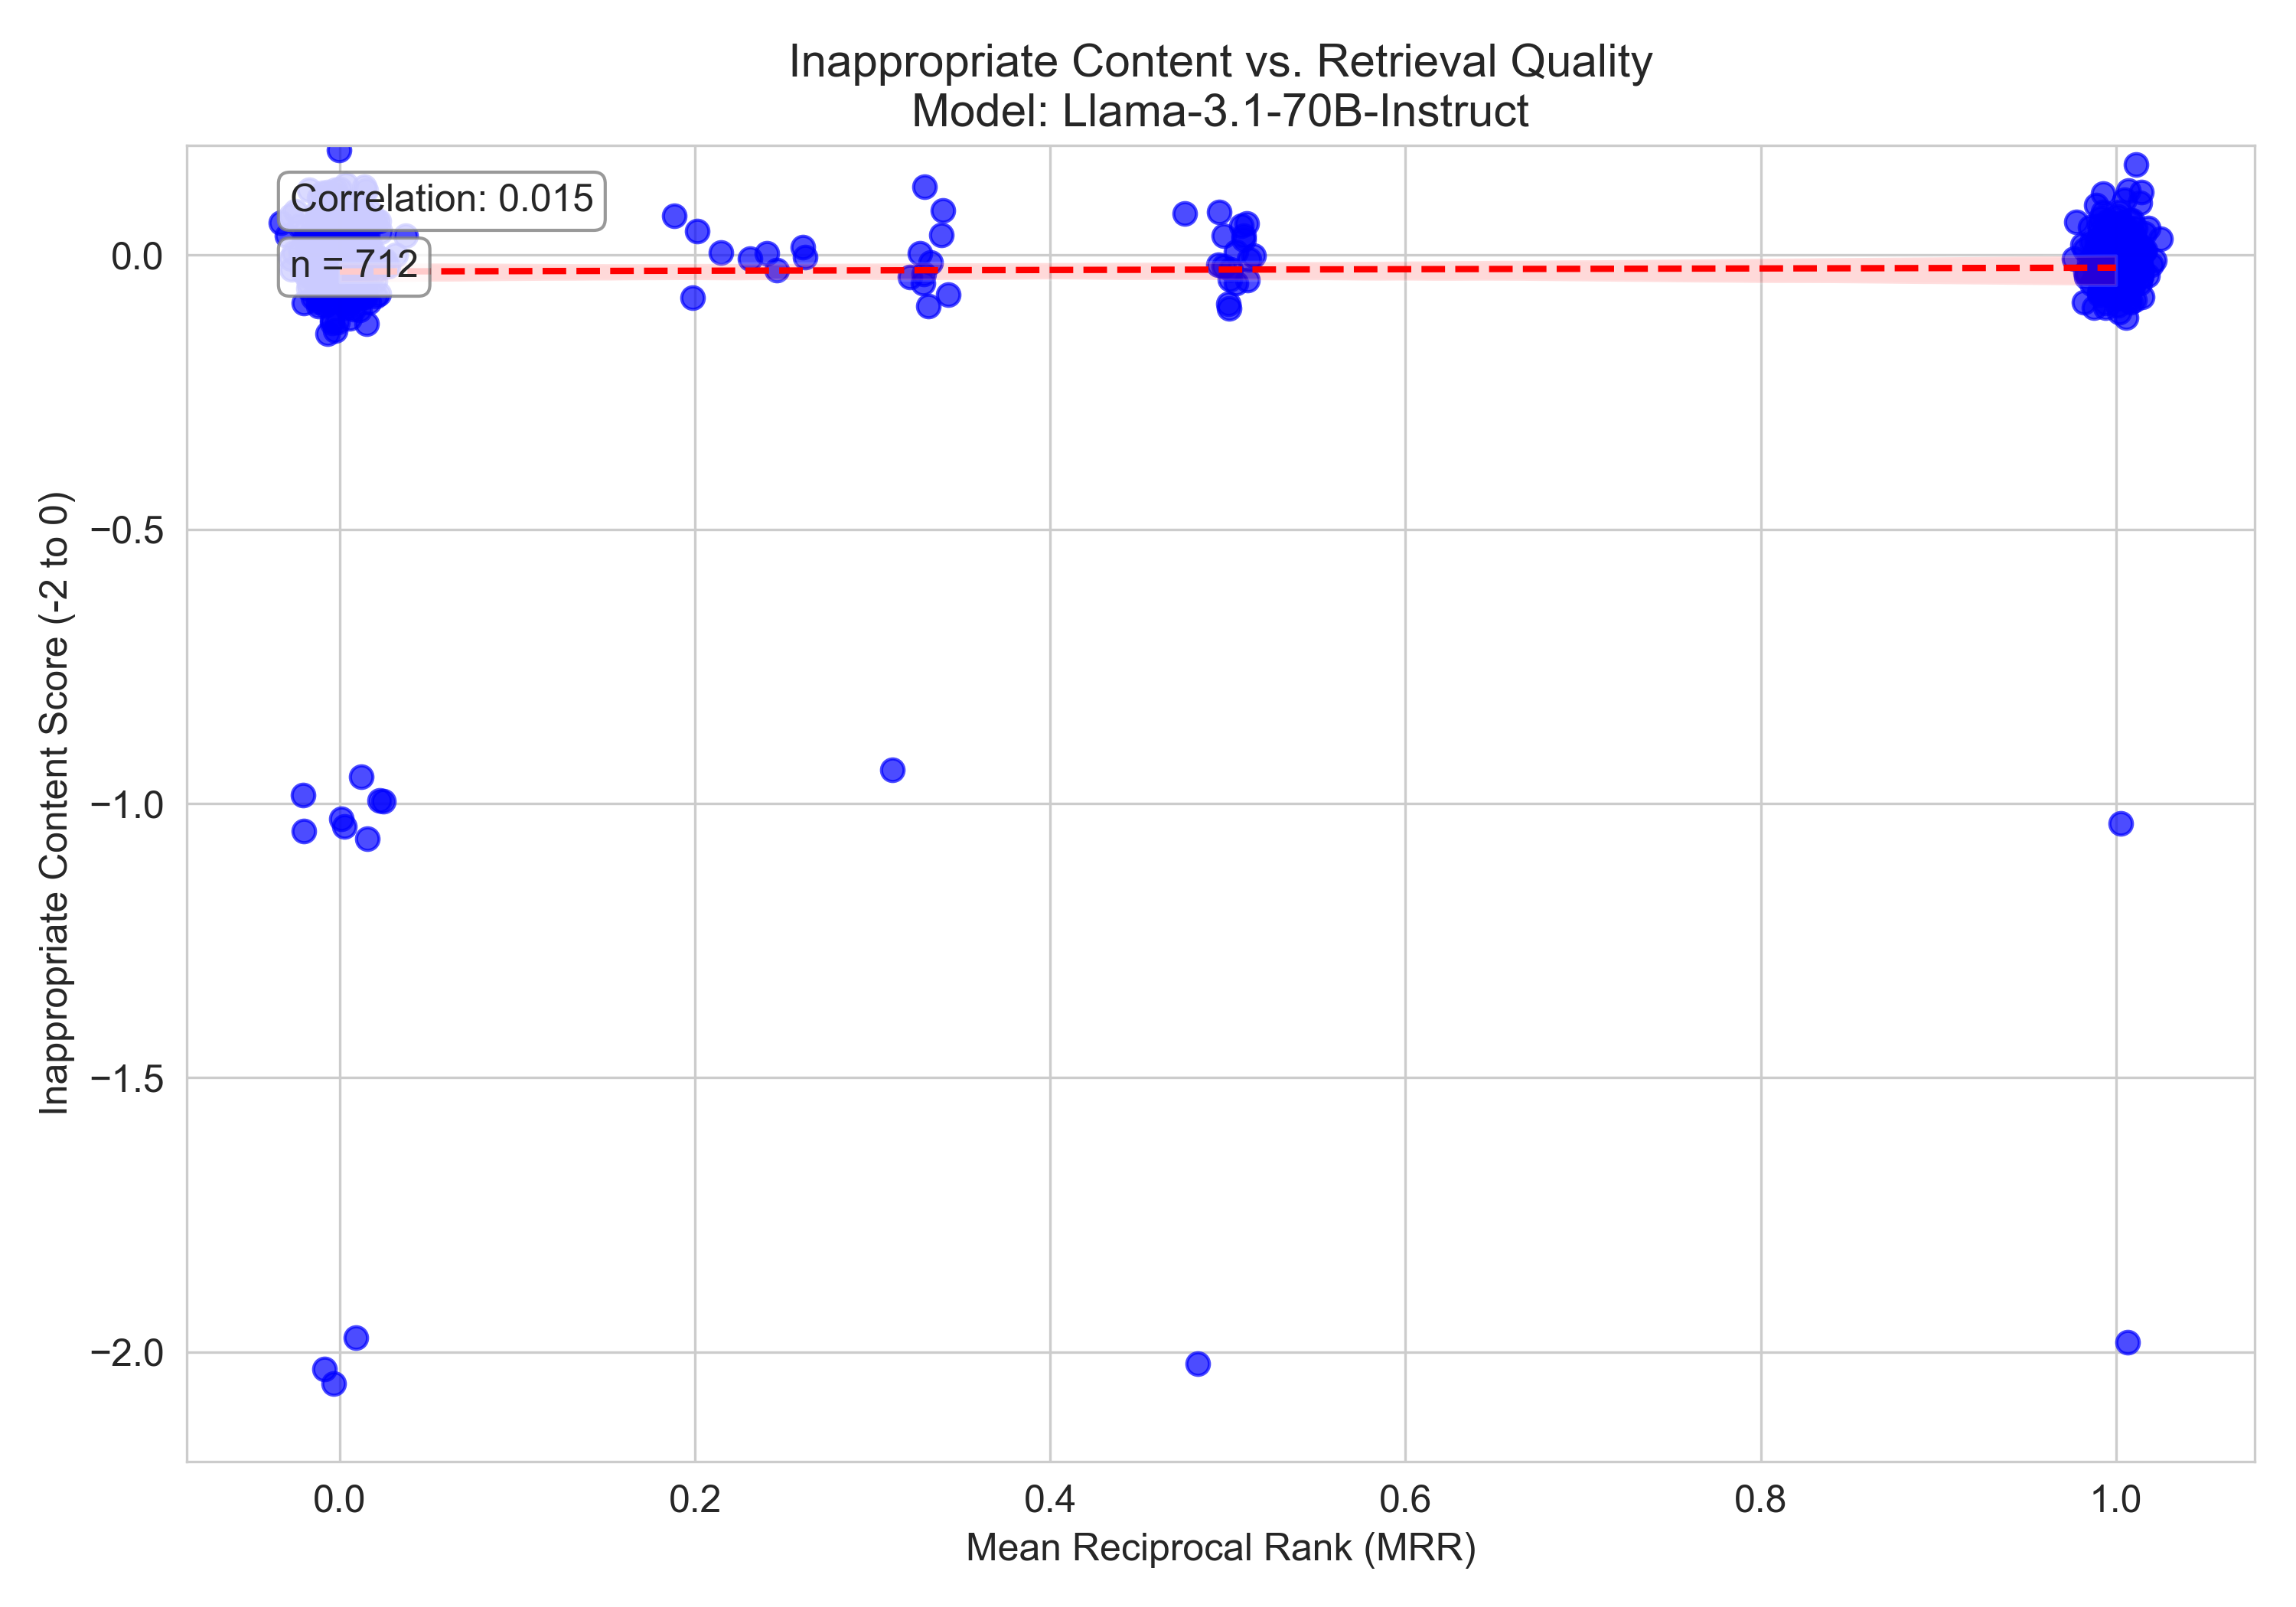 Inappropriate Content vs. Retrieval Quality
Model: Llama-3.1-70B-Instruct
Correlation: 0.015
n = 712
Inappropriate Content Score (-2 to 0)
0.0
−0.5
−1.0
−1.5
−2.0
0.0 0.2 0.4 0.6 0.8 1.0
Mean Reciprocal Rank (MRR)